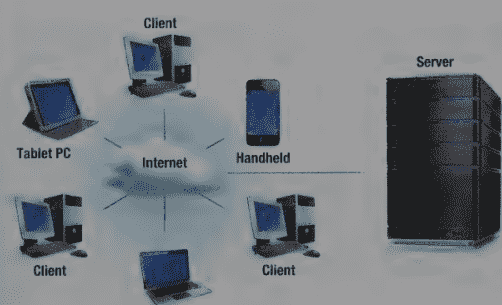 Client
Server
Tablet PC
Internet
Handheld
Client
Client